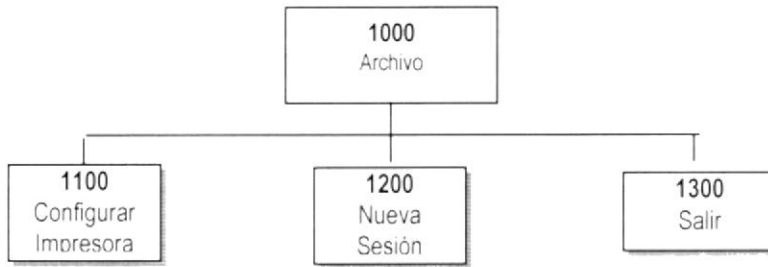 1000
Archivo
1100
Configurar
Impresora
1200
Nueva
Sesión
1300
Salir